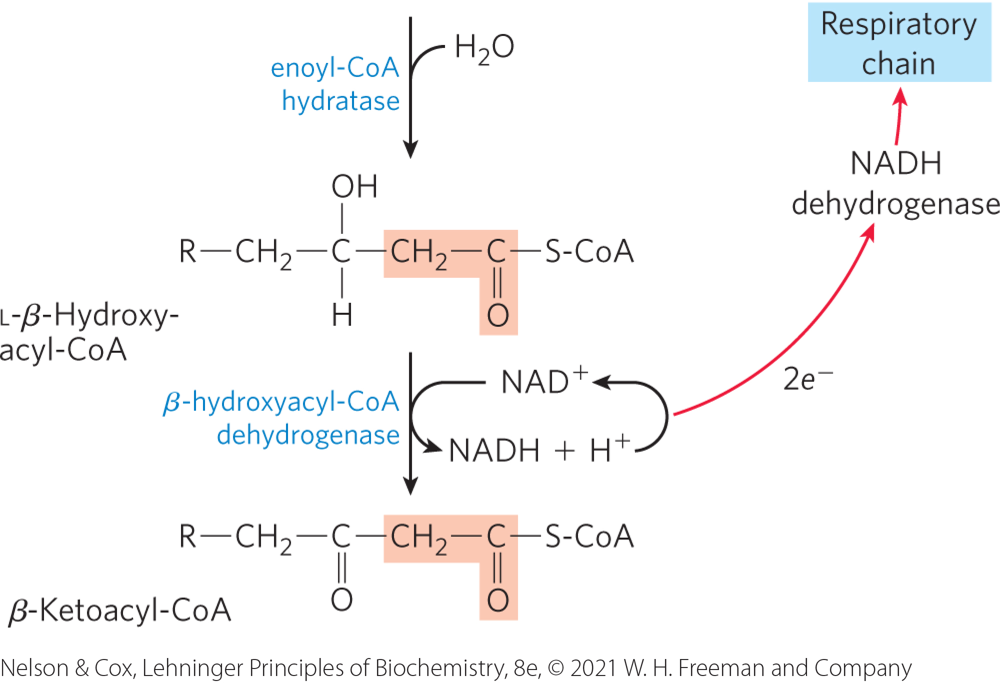 Respiratory
chain
H₂O
enoyl-CoA
hydratase
NADH
dehydrogenase
OH
R—CH₂—C—CH₂—C—S-CoA
H
O
L-β-Hydroxy-
acyl-CoA
NAD⁺
2e⁻
β-hydroxyacyl-CoA
dehydrogenase
NADH + H⁺
R—CH₂—C—CH₂—C—S-CoA
O
O
β-Ketoacyl-CoA
Nelson & Cox, Lehninger Principles of Biochemistry, 8e, © 2021 W. H. Freeman and Company